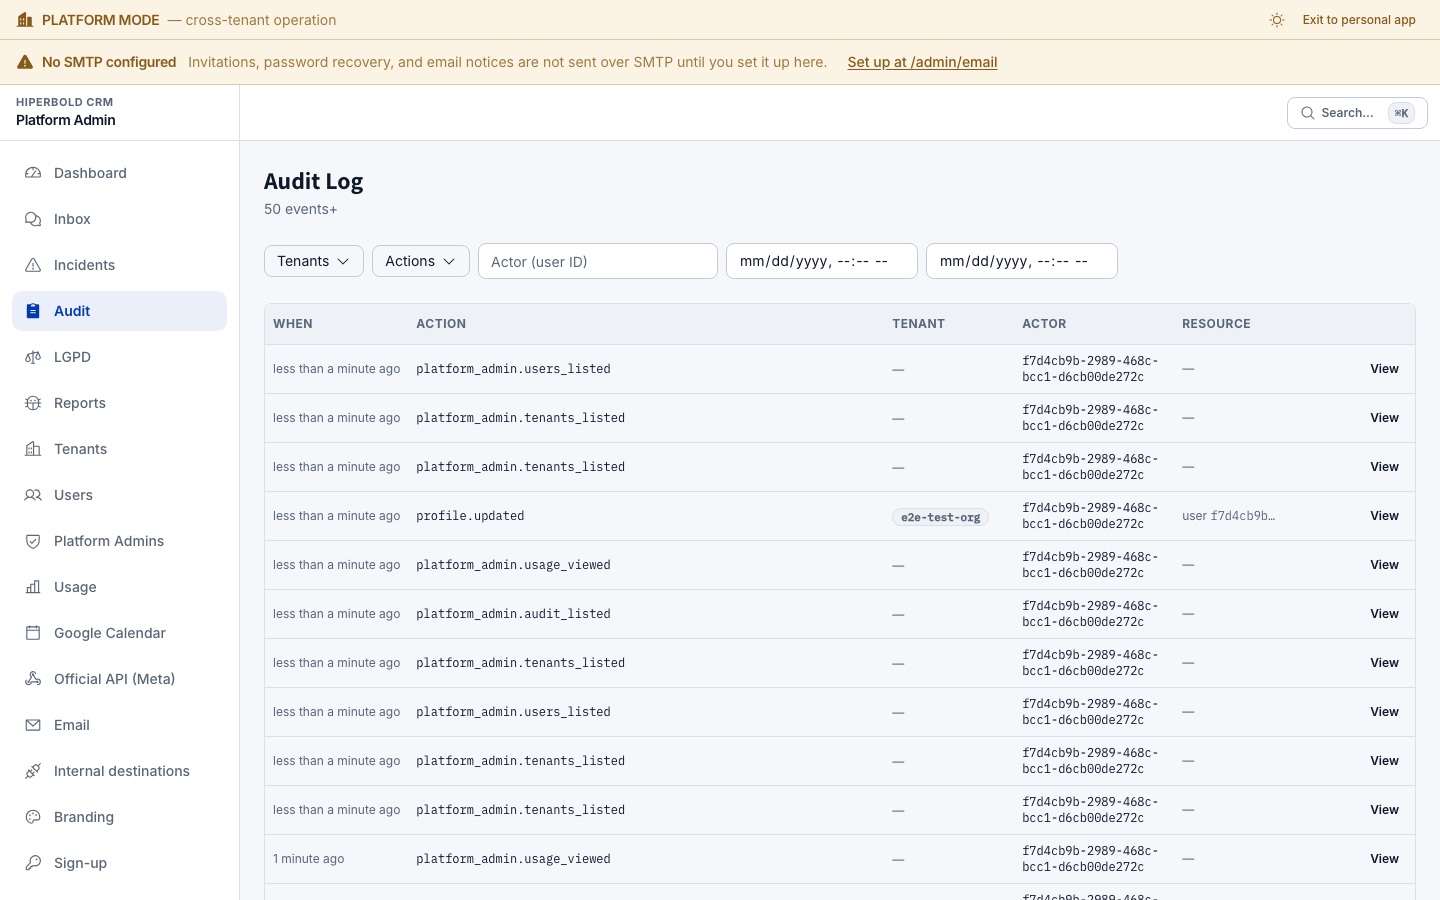 PLATFORM MODE — cross-tenant operation
Exit to personal app
No SMTP configured Invitations, password recovery, and email notices are not sent over SMTP until you set it up here. Set up at /admin/email
HIPERBOLD CRM
Platform Admin
Search... ⌘K
Dashboard
Inbox
Incidents
Audit
LGPD
Reports
Tenants
Users
Platform Admins
Usage
Google Calendar
Official API (Meta)
Email
Internal destinations
Branding
Sign-up
Audit Log
50 events+
Tenants Actions Actor (user ID) mm/dd/yyyy, --:-- -- mm/dd/yyyy, --:-- --
WHEN ACTION TENANT ACTOR RESOURCE
less than a minute ago platform_admin.users_listed — f7d4cb9b-2989-468c- — View
bcc1-d6cb00de272c
less than a minute ago platform_admin.tenants_listed — f7d4cb9b-2989-468c- — View
bcc1-d6cb00de272c
less than a minute ago platform_admin.tenants_listed — f7d4cb9b-2989-468c- — View
bcc1-d6cb00de272c
less than a minute ago profile.updated e2e-test-org f7d4cb9b-2989-468c- user f7d4cb9b… View
bcc1-d6cb00de272c
less than a minute ago platform_admin.usage_viewed — f7d4cb9b-2989-468c- — View
bcc1-d6cb00de272c
less than a minute ago platform_admin.audit_listed — f7d4cb9b-2989-468c- — View
bcc1-d6cb00de272c
less than a minute ago platform_admin.tenants_listed — f7d4cb9b-2989-468c- — View
bcc1-d6cb00de272c
less than a minute ago platform_admin.users_listed — f7d4cb9b-2989-468c- — View
bcc1-d6cb00de272c
less than a minute ago platform_admin.tenants_listed — f7d4cb9b-2989-468c- — View
bcc1-d6cb00de272c
less than a minute ago platform_admin.tenants_listed — f7d4cb9b-2989-468c- — View
bcc1-d6cb00de272c
1 minute ago platform_admin.usage_viewed — f7d4cb9b-2989-468c- — View
bcc1-d6cb00de272c